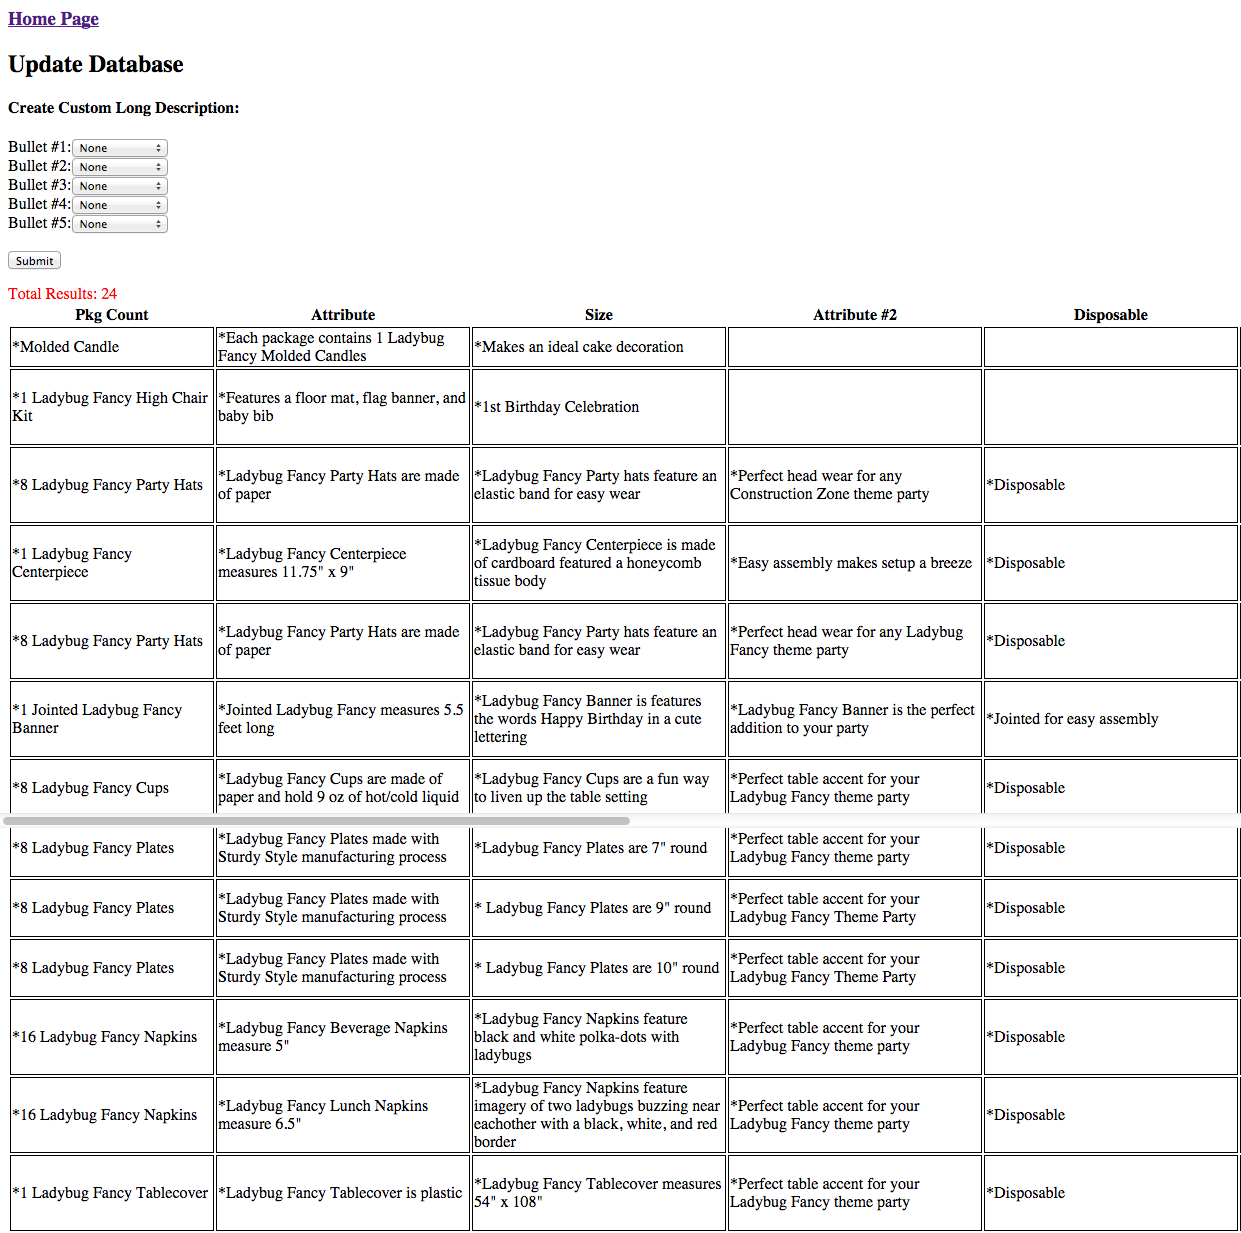 Home Page
Update Database
Create Custom Long Description:
Bullet #1: None
Bullet #2: None
Bullet #3: None
Bullet #4: None
Bullet #5: None
Submit
Total Results: 24
Pkg Count Attribute Size Attribute #2 Disposable
*Molded Candle
*Each package contains 1 Ladybug
Fancy Molded Candles
*Makes an ideal cake decoration
*1 Ladybug Fancy High Chair
Kit
*Features a floor mat, flag banner, and
baby bib
*1st Birthday Celebration
*8 Ladybug Fancy Party Hats
*Ladybug Fancy Party Hats are made
of paper
*Ladybug Fancy Party hats feature an
elastic band for easy wear
*Perfect head wear for any
Construction Zone theme party
*Disposable
*1 Ladybug Fancy
Centerpiece
*Ladybug Fancy Centerpiece
measures 11.75" x 9"
*Ladybug Fancy Centerpiece is made
of cardboard featured a honeycomb
tissue body
*Easy assembly makes setup a breeze
*Disposable
*8 Ladybug Fancy Party Hats
*Ladybug Fancy Party Hats are made
of paper
*Ladybug Fancy Party hats feature an
elastic band for easy wear
*Perfect head wear for any Ladybug
Fancy theme party
*Disposable
*1 Jointed Ladybug Fancy
Banner
*Jointed Ladybug Fancy measures 5.5
feet long
*Ladybug Fancy Banner is features
the words Happy Birthday in a cute
lettering
*Ladybug Fancy Banner is the perfect
addition to your party
*Jointed for easy assembly
*8 Ladybug Fancy Cups
*Ladybug Fancy Cups are made of
paper and hold 9 oz of hot/cold liquid
*Ladybug Fancy Cups are a fun way
to liven up the table setting
*Perfect table accent for your
Ladybug Fancy theme party
*Disposable
*8 Ladybug Fancy Plates
*Ladybug Fancy Plates made with
Sturdy Style manufacturing process
*Ladybug Fancy Plates are 7" round
*Perfect table accent for your
Ladybug Fancy theme party
*Disposable
*8 Ladybug Fancy Plates
*Ladybug Fancy Plates made with
Sturdy Style manufacturing process
* Ladybug Fancy Plates are 9" round
*Perfect table accent for your
Ladybug Fancy Theme Party
*Disposable
*8 Ladybug Fancy Plates
*Ladybug Fancy Plates made with
Sturdy Style manufacturing process
* Ladybug Fancy Plates are 10" round
*Perfect table accent for your
Ladybug Fancy Theme Party
*Disposable
*16 Ladybug Fancy Napkins
*Ladybug Fancy Beverage Napkins
measure 5"
*Ladybug Fancy Napkins feature
black and white polka-dots with
ladybugs
*Perfect table accent for your
Ladybug Fancy theme party
*Disposable
*16 Ladybug Fancy Napkins
*Ladybug Fancy Lunch Napkins
measure 6.5"
*Ladybug Fancy Napkins feature
imagery of two ladybugs buzzing near
eachother with a black, white, and red
border
*Perfect table accent for your
Ladybug Fancy theme party
*Disposable
*1 Ladybug Fancy Tablecover
*Ladybug Fancy Tablecover is plastic
*Ladybug Fancy Tablecover measures
54" x 108"
*Perfect table accent for your
Ladybug Fancy theme party
*Disposable